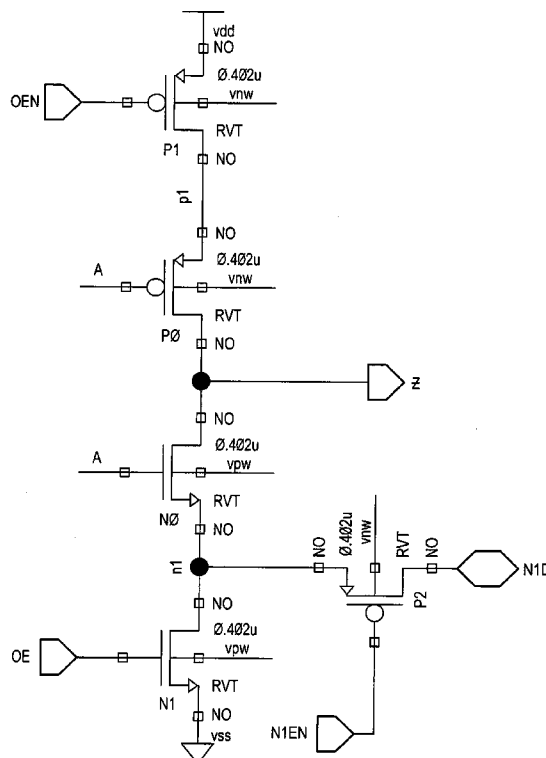 vdd
NO
Ø.4Ø2u
vnw
OEN
RVT
P1
NO
p1
NO
Ø.4Ø2u
A
vnw
RVT
PØ
NO
Z
NO
Ø.4Ø2u
A
vpw
RVT
NØ
NO
n1
NO
Ø.4Ø2u
vnw
RVT
NO
N1D
P2
NO
Ø.4Ø2u
OE
vpw
RVT
N1
NO
vss
N1EN